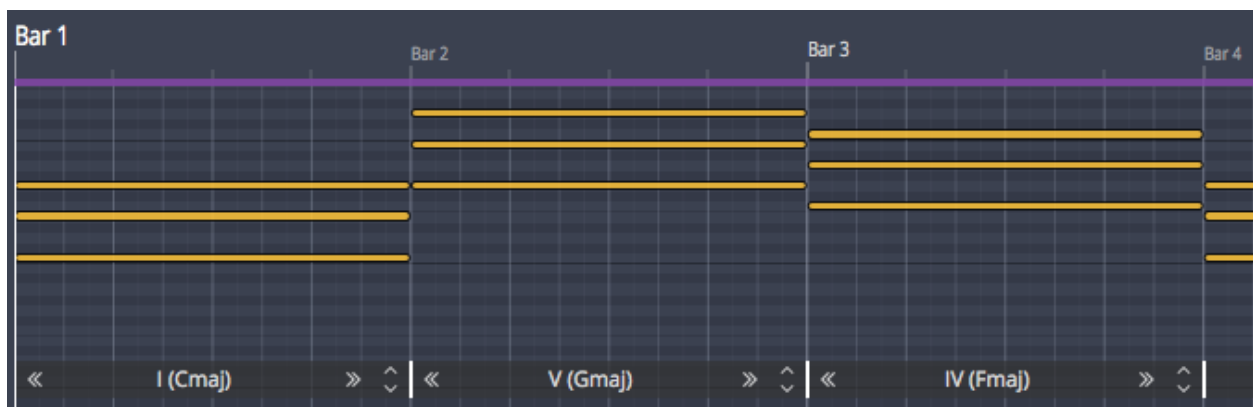 Bar 1
Bar 2
Bar 3
Bar 4
I (Cmaj)
V (Gmaj)
IV (Fmaj)